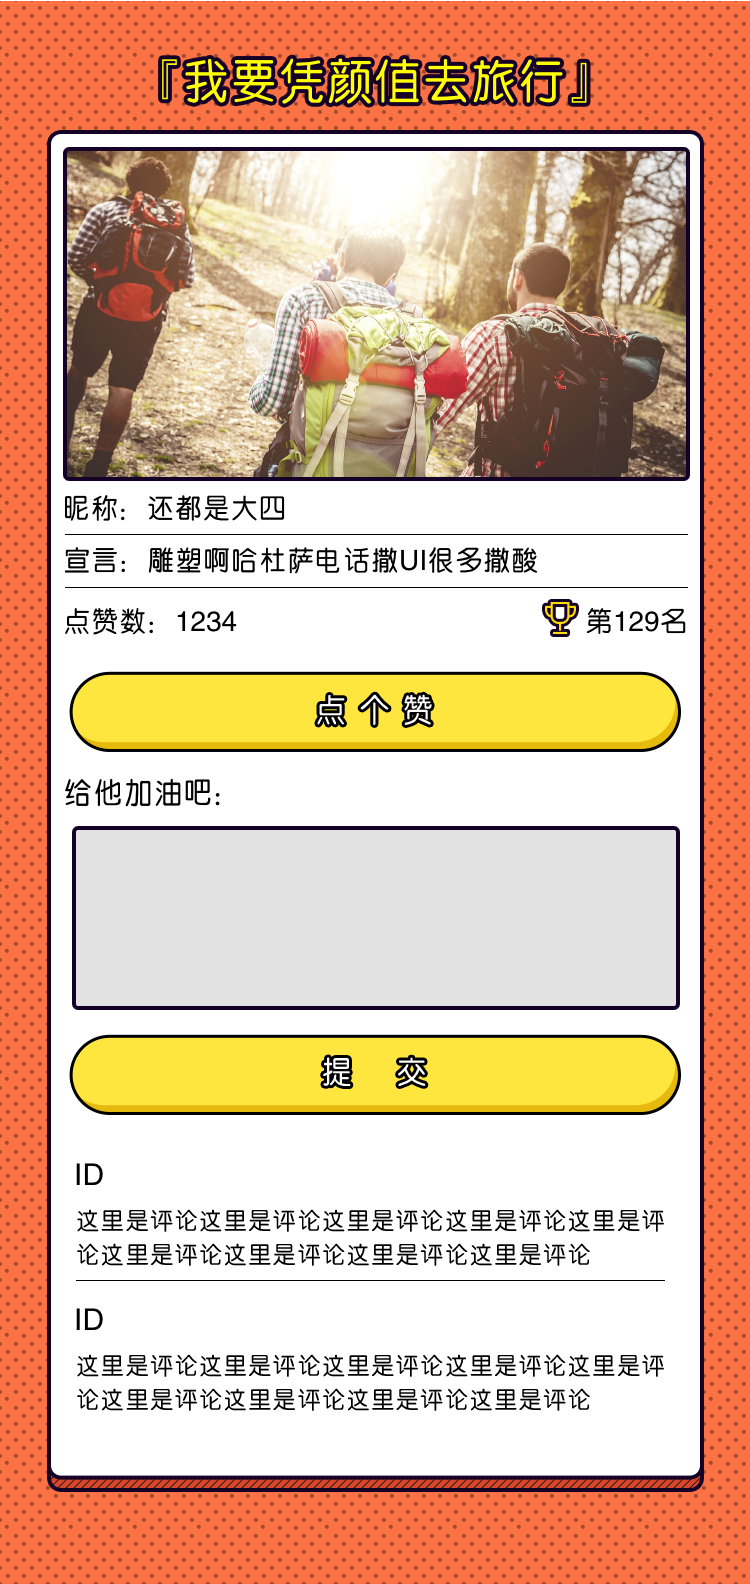 『我要凭颜值去旅行』
昵称：还都是大四
宣言：雕塑啊哈杜萨电话撒UI很多撒酸
点赞数：1234 第129名
点个赞
给他加油吧：
提 交
ID
这里是评论这里是评论这里是评论这里是评论这里是评
论这里是评论这里是评论这里是评论这里是评论
ID
这里是评论这里是评论这里是评论这里是评论这里是评
论这里是评论这里是评论这里是评论这里是评论